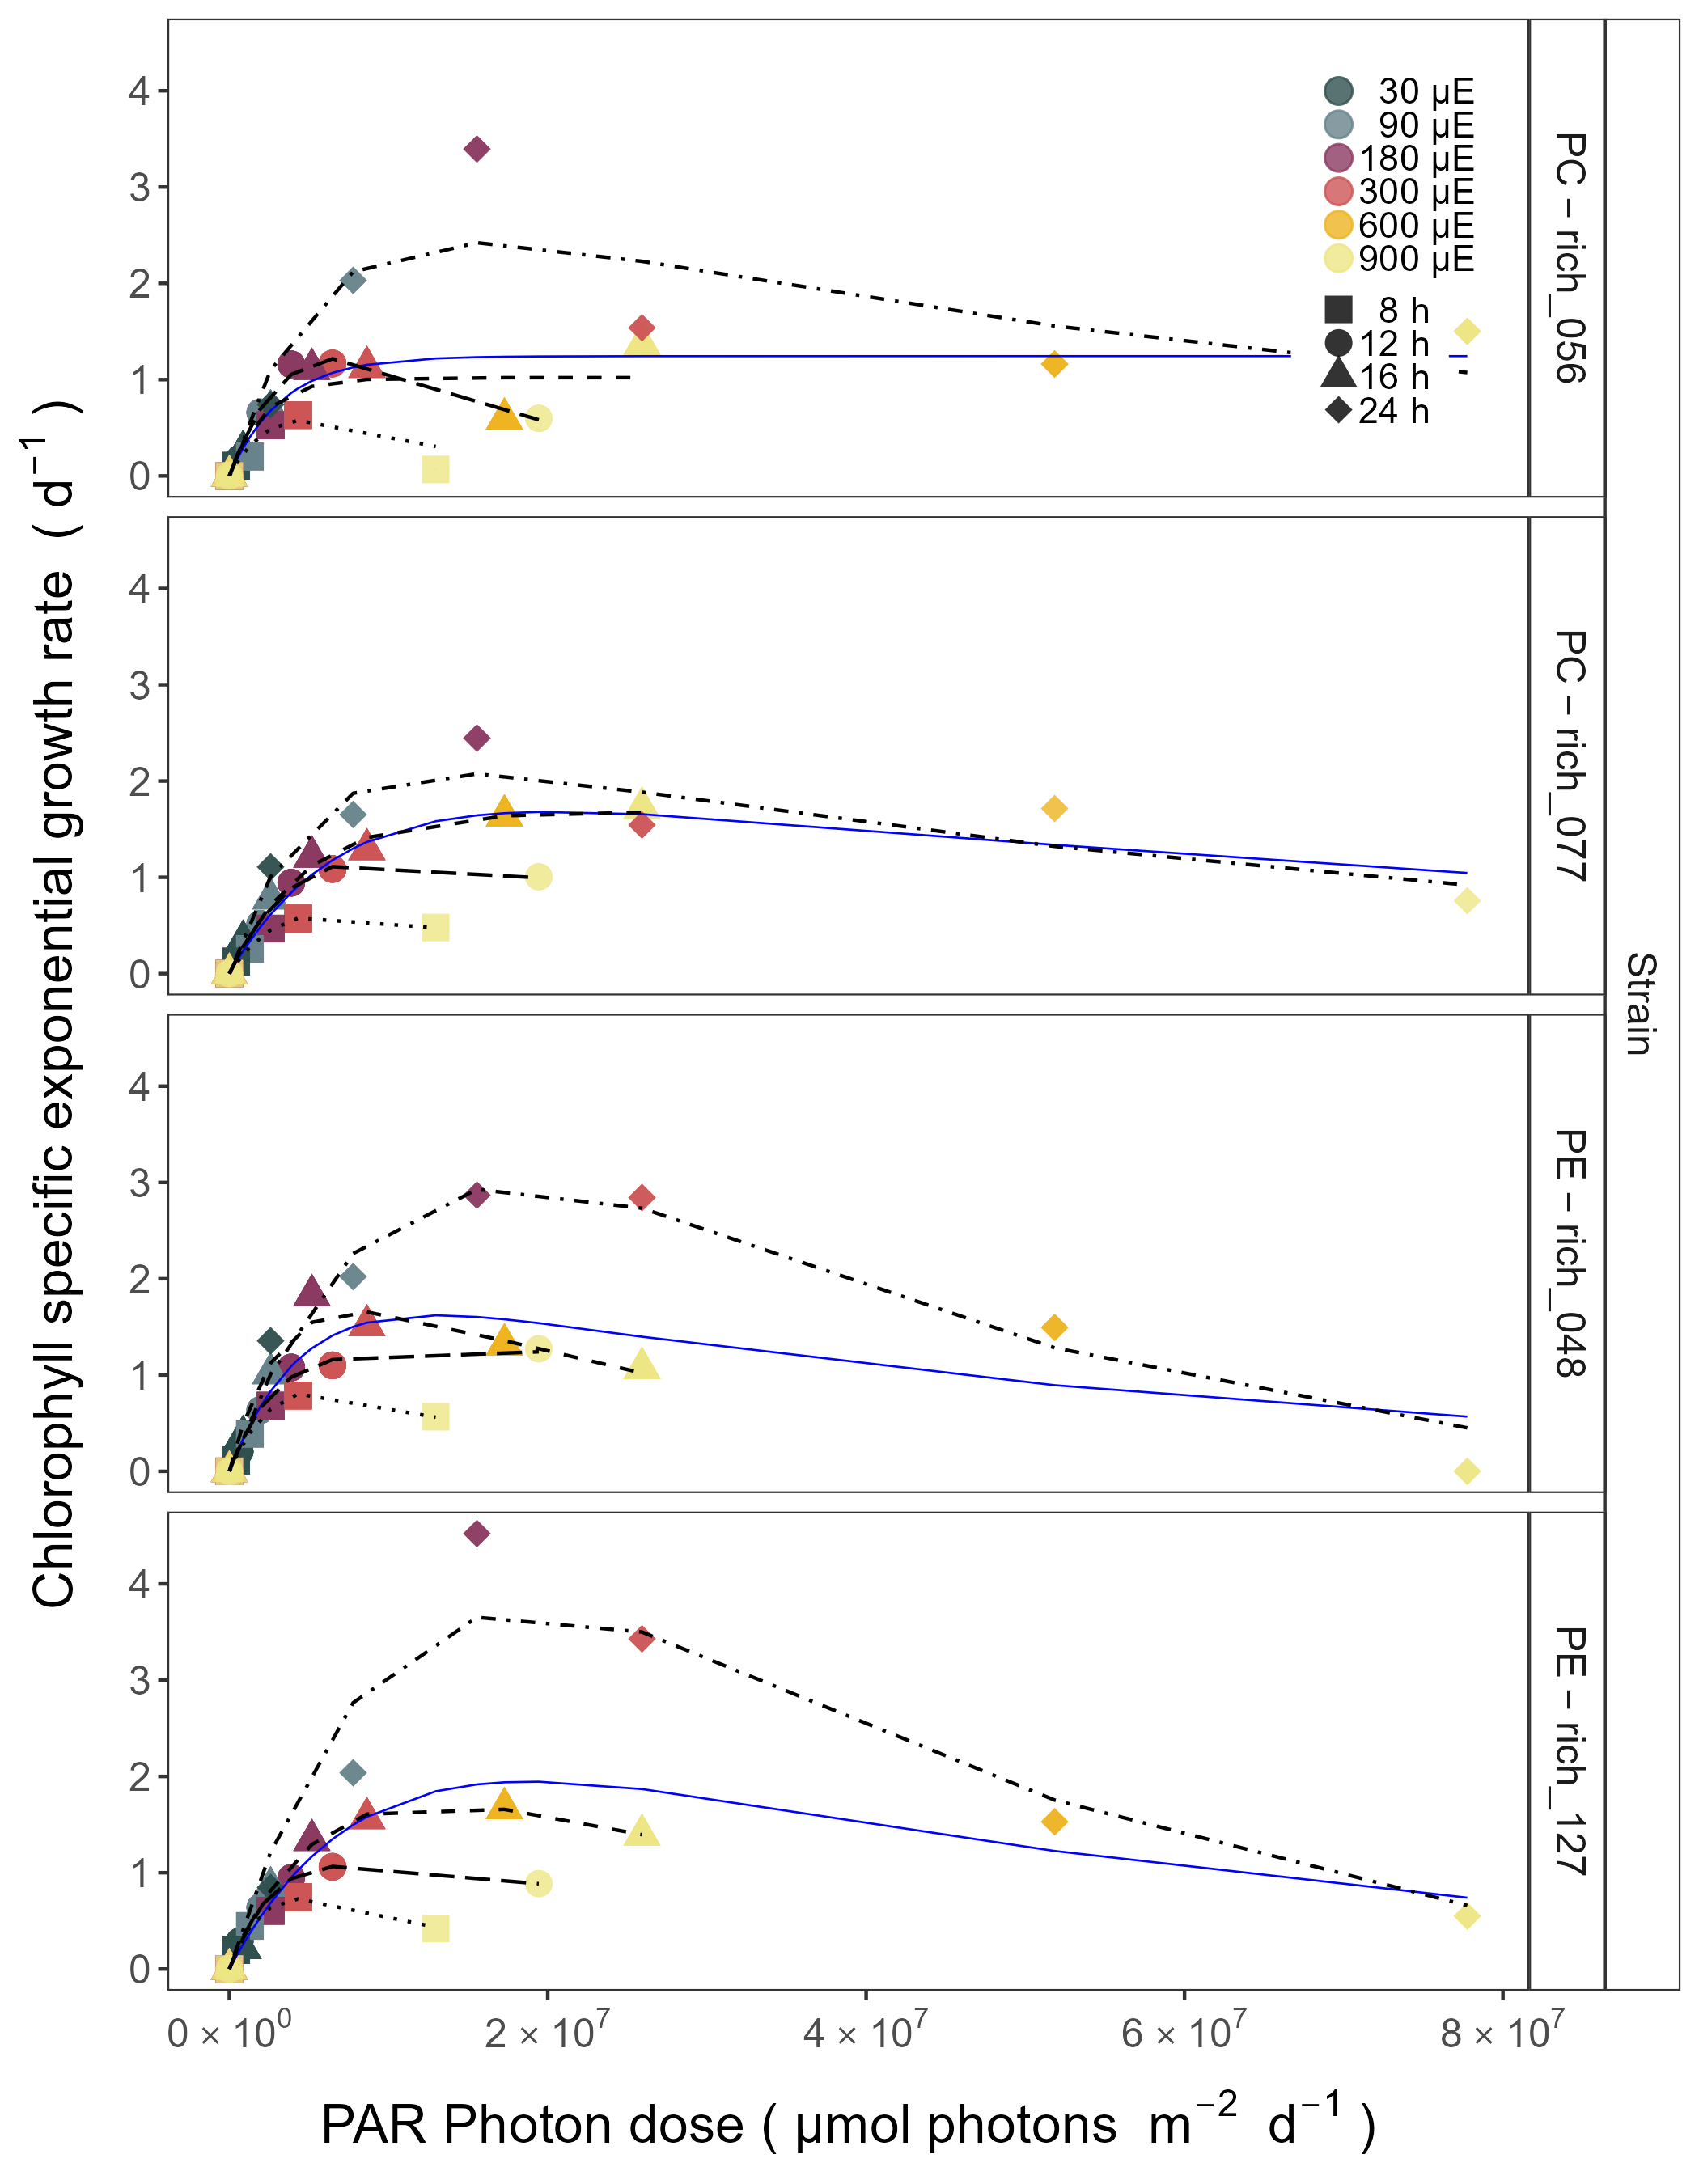 Chlorophyll specific exponential growth rate ( d⁻¹ )
4
3
2
1
0
30 µE
90 µE
180 µE
300 µE
600 µE
900 µE
8 h
12 h
16 h
24 h
PC − rich_056
4
3
2
1
0
PC − rich_077
4
3
2
1
0
PE − rich_048
4
3
2
1
0
PE − rich_127
Strain
0 × 10⁰ 2 × 10⁷ 4 × 10⁷ 6 × 10⁷ 8 × 10⁷
PAR Photon dose ( µmol photons m⁻² d⁻¹ )